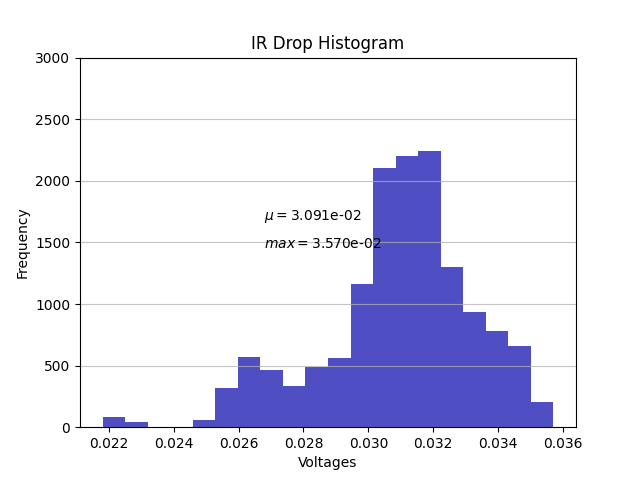 IR Drop Histogram
3000
2500
2000
1500
1000
500
0
Frequency
μ = 3.091e-02
max = 3.570e-02
0.022 0.024 0.026 0.028 0.030 0.032 0.034 0.036
Voltages